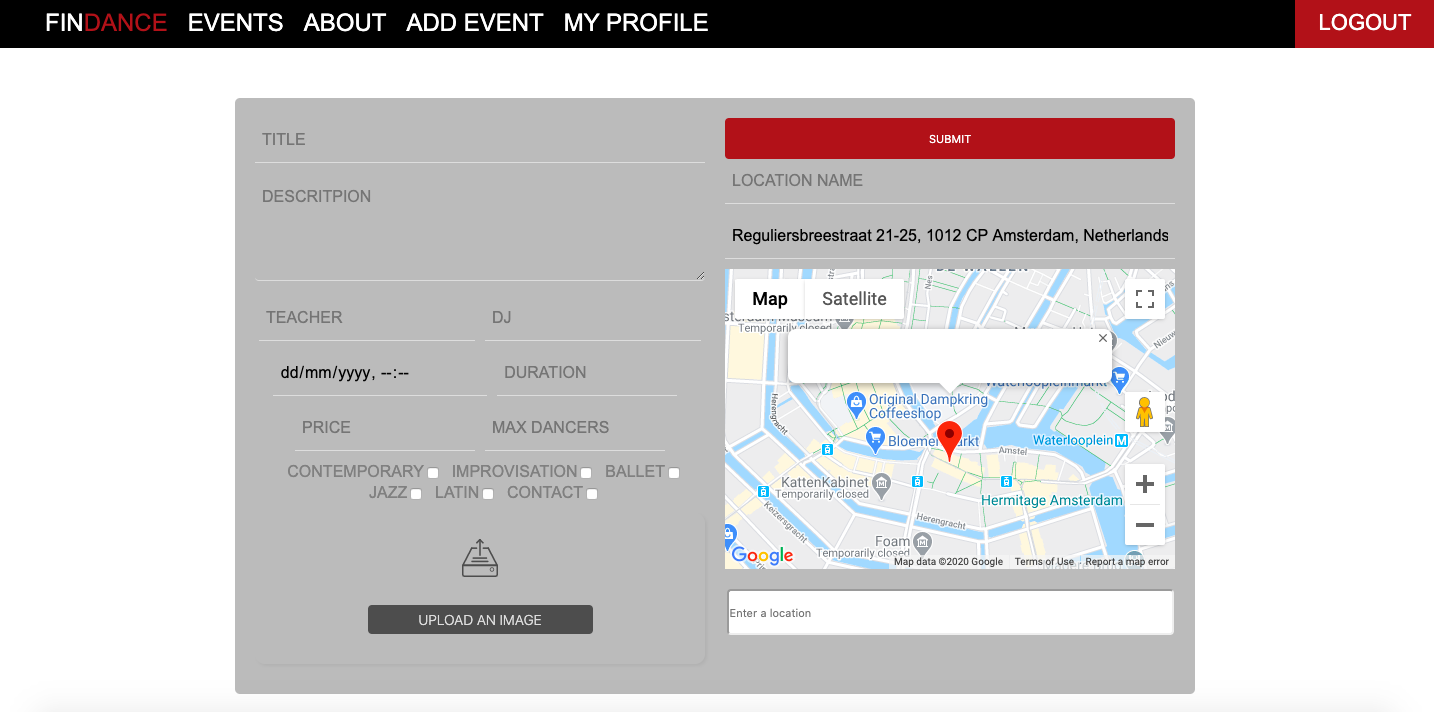 FINDANCE EVENTS ABOUT ADD EVENT MY PROFILE LOGOUT
TITLE
DESCRITPION
TEACHER DJ
dd/mm/yyyy, --:-- DURATION
PRICE MAX DANCERS
CONTEMPORARY IMPROVISATION BALLET
JAZZ LATIN CONTACT
UPLOAD AN IMAGE
SUBMIT
LOCATION NAME
Reguliersbreestraat 21-25, 1012 CP Amsterdam, Netherlands
Map Satellite
Temporarily closed
Nieuwe
Waterlooplein
Original Dampkring
Coffeeshop
Herengracht
Waterlooplein
Amstel
KattenKabinet
Temporarily closed
Hermitage Amsterdam
Keizersgracht
Herengracht
Foam
Temporarily closed
Google
Map data ©2020 Google Terms of Use Report a map error
Enter a location